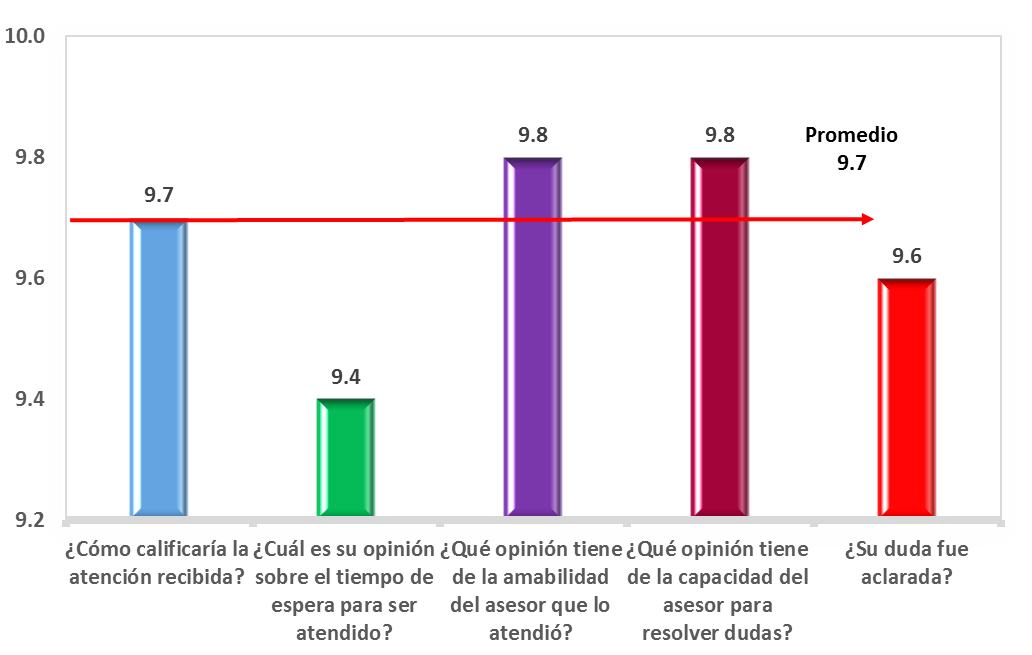 10.0
9.8
9.6
9.4
9.2
9.7
9.4
9.8
9.8
9.6
Promedio
9.7
¿Cómo calificaría la
atención recibida?
¿Cuál es su opinión
sobre el tiempo de
espera para ser
atendido?
¿Qué opinión tiene
de la amabilidad
del asesor que lo
atendió?
¿Qué opinión tiene
de la capacidad del
asesor para
resolver dudas?
¿Su duda fue
aclarada?